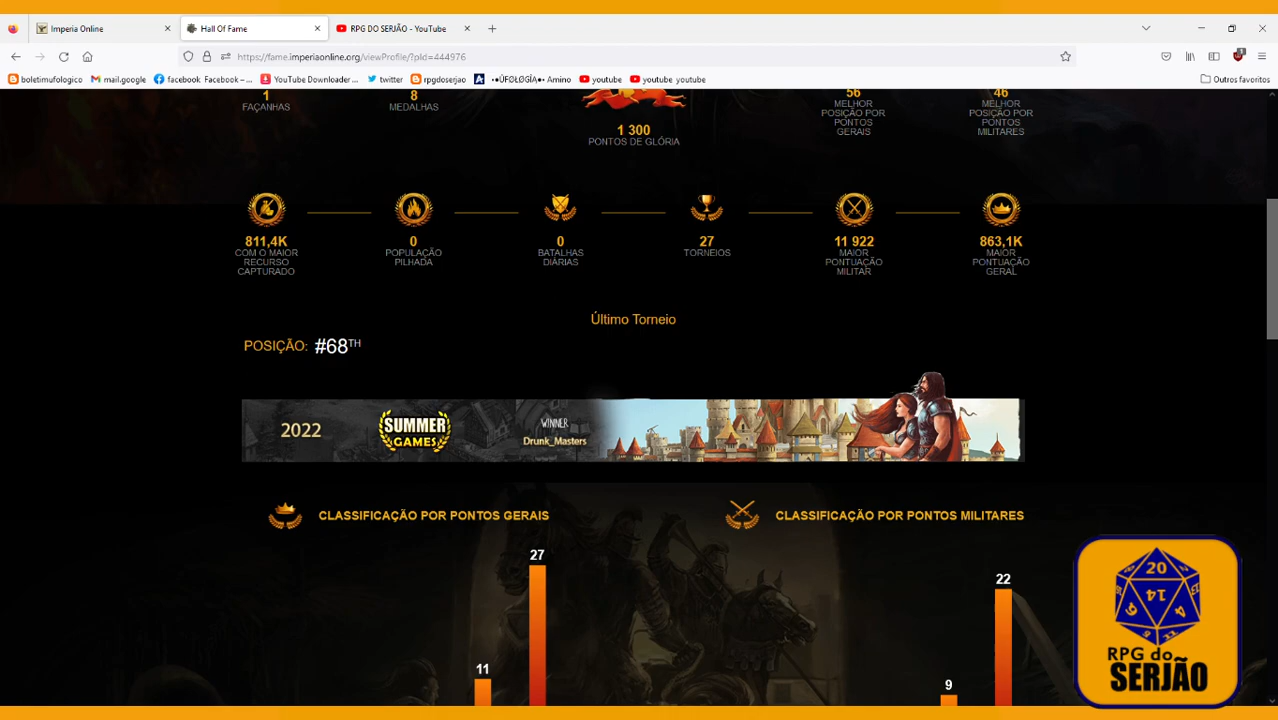 Imperia Online
Hall Of Fame
RPG DO SERJÃO - YouTube
https://fame.imperiaonline.org/viewProfile/?pId=444976
boletimufologico
mail.google
facebook Facebook – ...
YouTube Downloader ...
twitter
rpgdoserjao
Amino
youtube
youtube youtube
Outros favoritos
1
FAÇANHAS
8
MEDALHAS
1 300
PONTOS DE GLÓRIA
56
MELHOR
POSIÇÃO POR
PONTOS
GERAIS
46
MELHOR
POSIÇÃO POR
PONTOS
MILITARES
811,4K
COM O MAIOR
RECURSO
CAPTURADO
0
POPULAÇÃO
PILHADA
0
BATALHAS
DIÁRIAS
27
TORNEIOS
11 922
MAIOR
PONTUAÇÃO
MILITAR
863,1K
MAIOR
PONTUAÇÃO
GERAL
Último Torneio
POSIÇÃO: #68TH
2022
SUMMER
GAMES
WINNER
Drunk_Masters
CLASSIFICAÇÃO POR PONTOS GERAIS
CLASSIFICAÇÃO POR PONTOS MILITARES
27
11
22
9
20
14
RPG do
SERJÃO